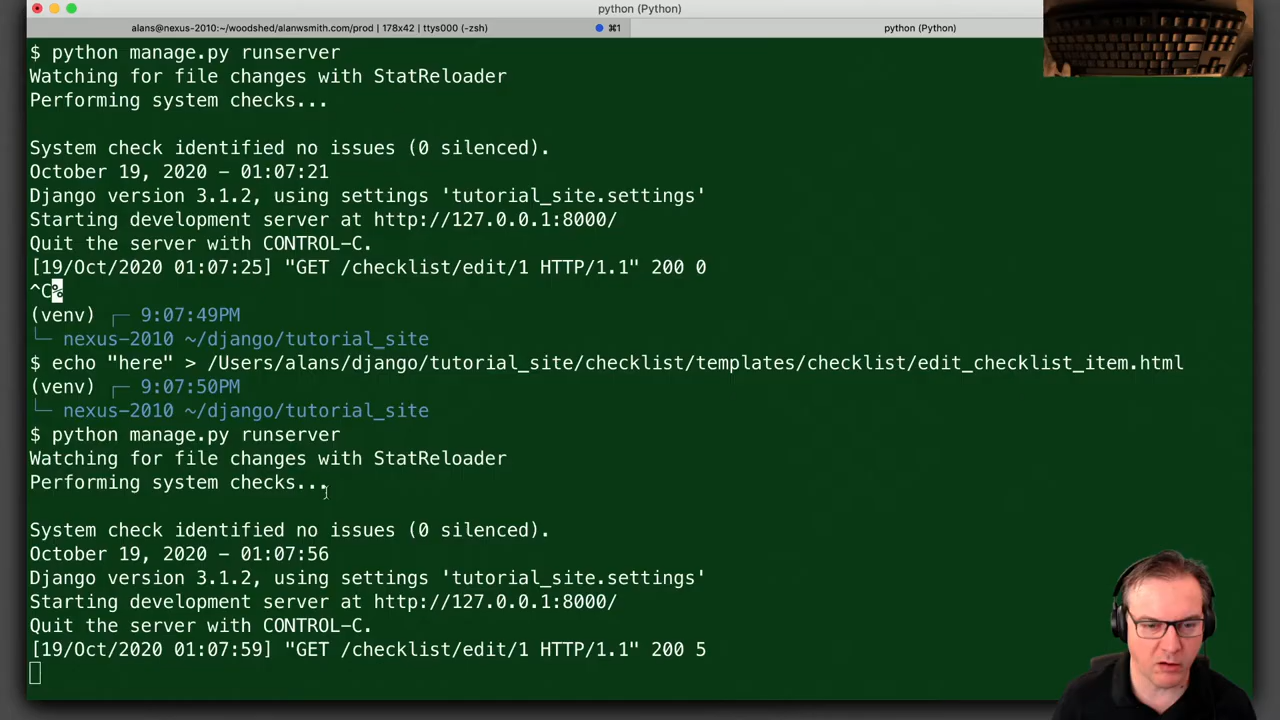 python (Python)
alans@nexus-2010:~/woodshed/alanwsmith.com/prod | 178x42 | ttys000 (-zsh)
⌘1
python (Python)
$ python manage.py runserver
Watching for file changes with StatReloader
Performing system checks...
System check identified no issues (0 silenced).
October 19, 2020 - 01:07:21
Django version 3.1.2, using settings 'tutorial_site.settings'
Starting development server at http://127.0.0.1:8000/
Quit the server with CONTROL-C.
[19/Oct/2020 01:07:25] "GET /checklist/edit/1 HTTP/1.1" 200 0
^C%
(venv) ┌─ 9:07:49PM
└─ nexus-2010 ~/django/tutorial_site
$ echo "here" > /Users/alans/django/tutorial_site/checklist/templates/checklist/edit_checklist_item.html
(venv) ┌─ 9:07:50PM
└─ nexus-2010 ~/django/tutorial_site
$ python manage.py runserver
Watching for file changes with StatReloader
Performing system checks...
System check identified no issues (0 silenced).
October 19, 2020 - 01:07:56
Django version 3.1.2, using settings 'tutorial_site.settings'
Starting development server at http://127.0.0.1:8000/
Quit the server with CONTROL-C.
[19/Oct/2020 01:07:59] "GET /checklist/edit/1 HTTP/1.1" 200 5